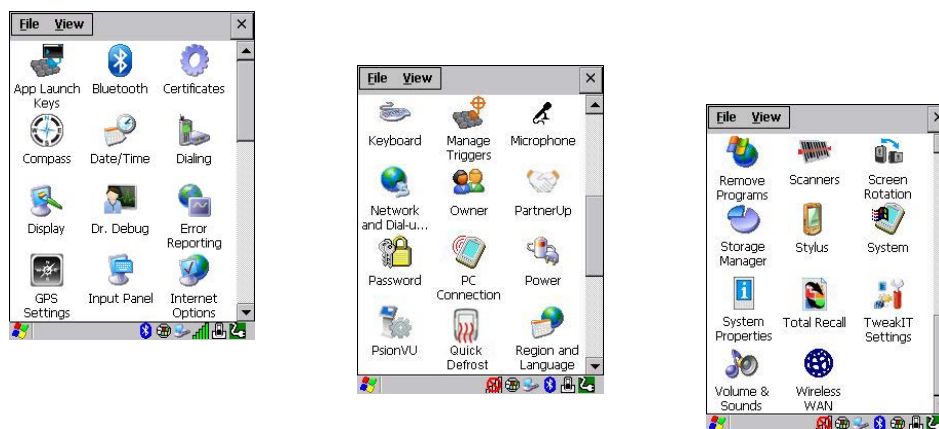 File View
App Launch Bluetooth Certificates
Keys
Compass Date/Time Dialing
Display Dr. Debug Error
Reporting
GPS Input Panel Internet
Settings Options
File View
Keyboard Manage Microphone
Triggers
Network Owner PartnerUp
and Dial-u...
Password PC Power
Connection
PsionVU Quick Region and
Defrost Language
File View
Remove Scanners Screen
Programs Rotation
Storage Stylus System
Manager
System Total Recall TweakIT
Properties Settings
Volume & Wireless
Sounds WAN